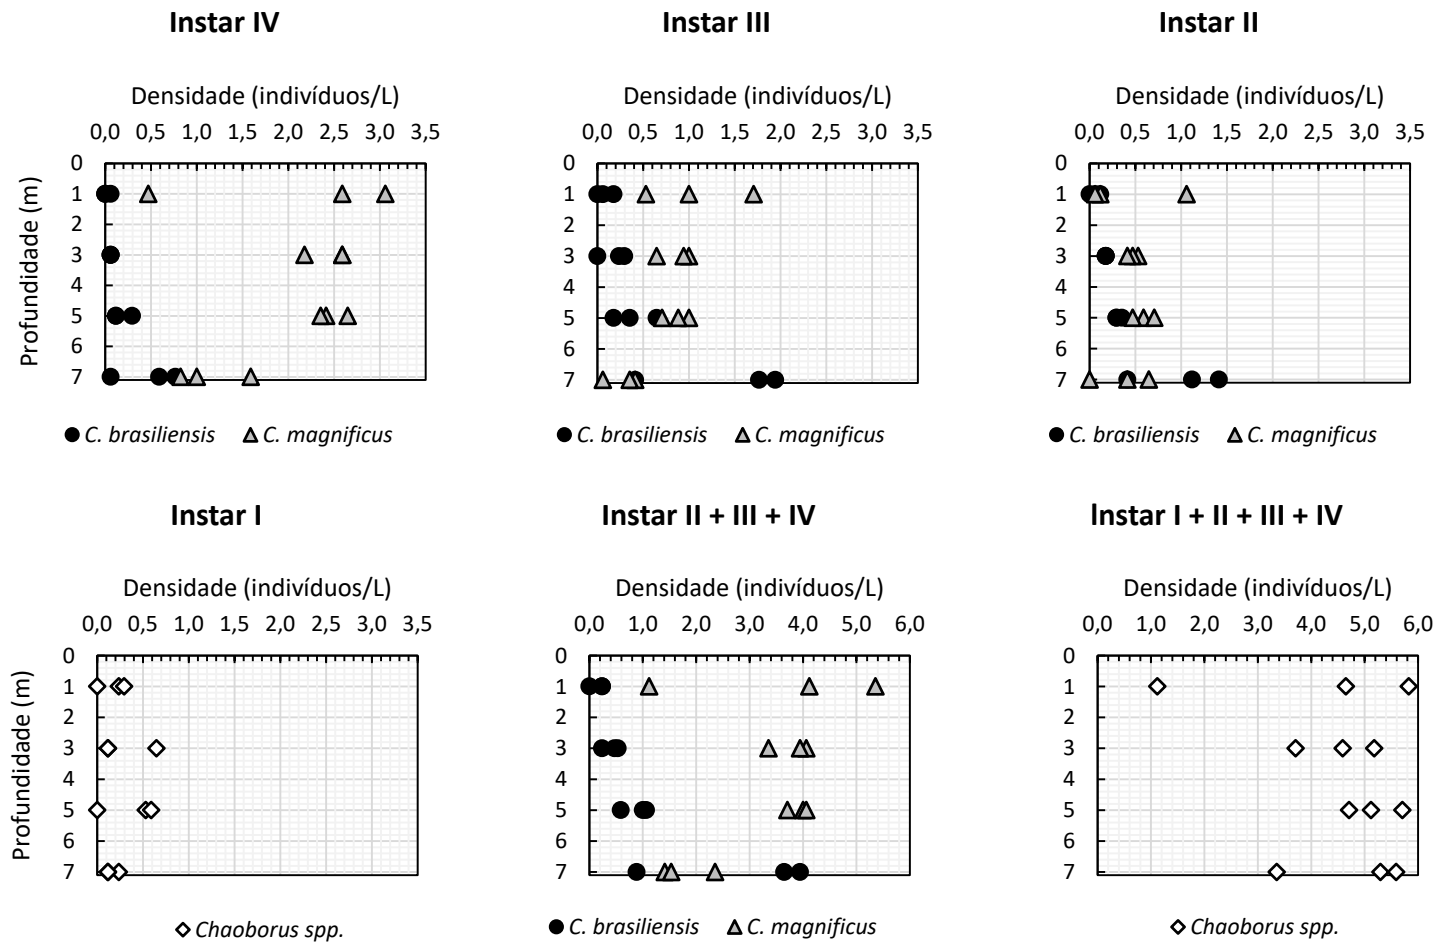 Instar IV
Densidade (indivíduos/L)
0,0 0,5 1,0 1,5 2,0 2,5 3,0 3,5
Profundidade (m)
0
1
2
3
4
5
6
7
C. brasiliensis C. magnificus
Instar III
Densidade (indivíduos/L)
0,0 0,5 1,0 1,5 2,0 2,5 3,0 3,5
0
1
2
3
4
5
6
7
C. brasiliensis C. magnificus
Instar II
Densidade (indivíduos/L)
0,0 0,5 1,0 1,5 2,0 2,5 3,0 3,5
0
1
2
3
4
5
6
7
C. brasiliensis C. magnificus
Instar I
Densidade (indivíduos/L)
0,0 0,5 1,0 1,5 2,0 2,5 3,0 3,5
Profundidade (m)
0
1
2
3
4
5
6
7
Chaoborus spp.
Instar II + III + IV
Densidade (indivíduos/L)
0,0 1,0 2,0 3,0 4,0 5,0 6,0
0
1
2
3
4
5
6
7
C. brasiliensis C. magnificus
Instar I + II + III + IV
Densidade (indivíduos/L)
0,0 1,0 2,0 3,0 4,0 5,0 6,0
0
1
2
3
4
5
6
7
Chaoborus spp.